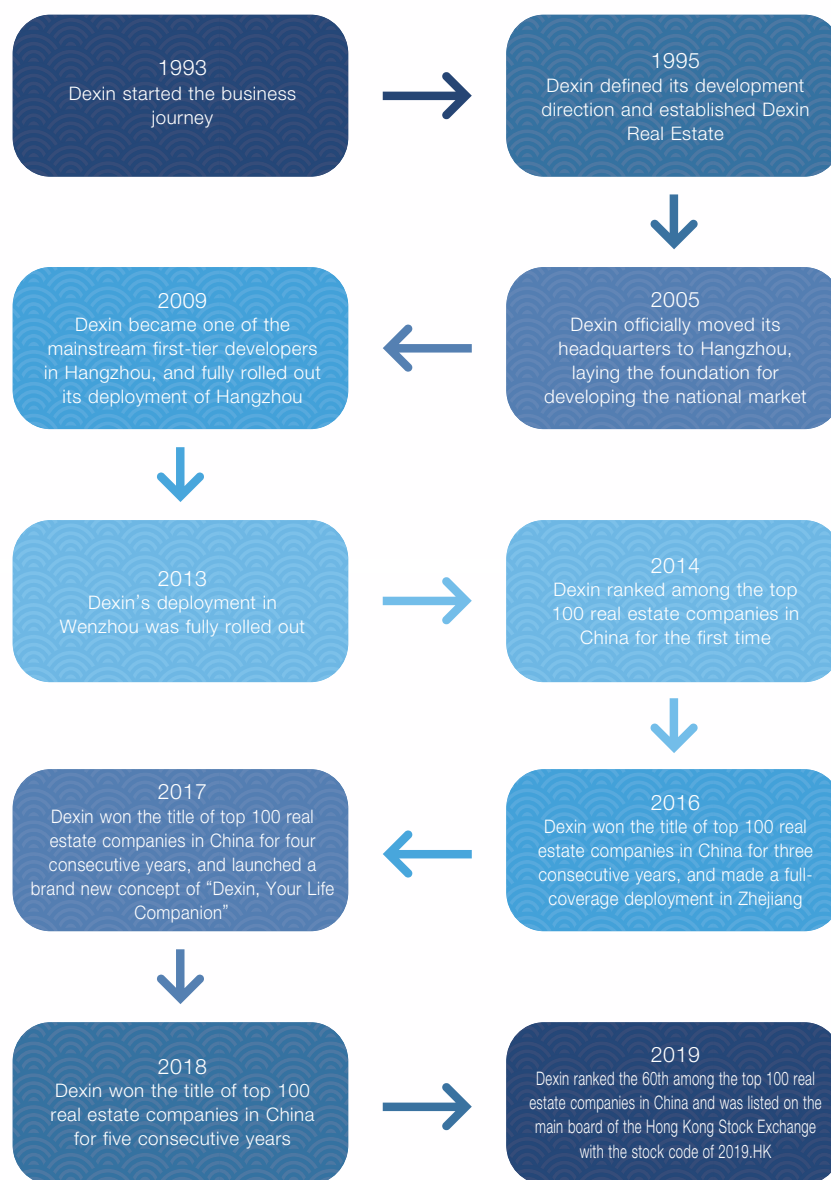 1993
Dexin started the business
journey
1995
Dexin defined its development
direction and established Dexin
Real Estate
2005
Dexin officially moved its
headquarters to Hangzhou,
laying the foundation for
developing the national market
2009
Dexin became one of the
mainstream first-tier developers
in Hangzhou, and fully rolled out
its deployment of Hangzhou
2013
Dexin's deployment in
Wenzhou was fully rolled out
2014
Dexin ranked among the top
100 real estate companies in
China for the first time
2016
Dexin won the title of top 100 real
estate companies in China for three
consecutive years, and made a full-
coverage deployment in Zhejiang
2017
Dexin won the title of top 100 real
estate companies in China for four
consecutive years, and launched a
brand new concept of “Dexin, Your Life
Companion”
2018
Dexin won the title of top 100
real estate companies in China
for five consecutive years
2019
Dexin ranked the 60th among the top 100 real
estate companies in China and was listed on the
main board of the Hong Kong Stock Exchange
with the stock code of 2019.HK